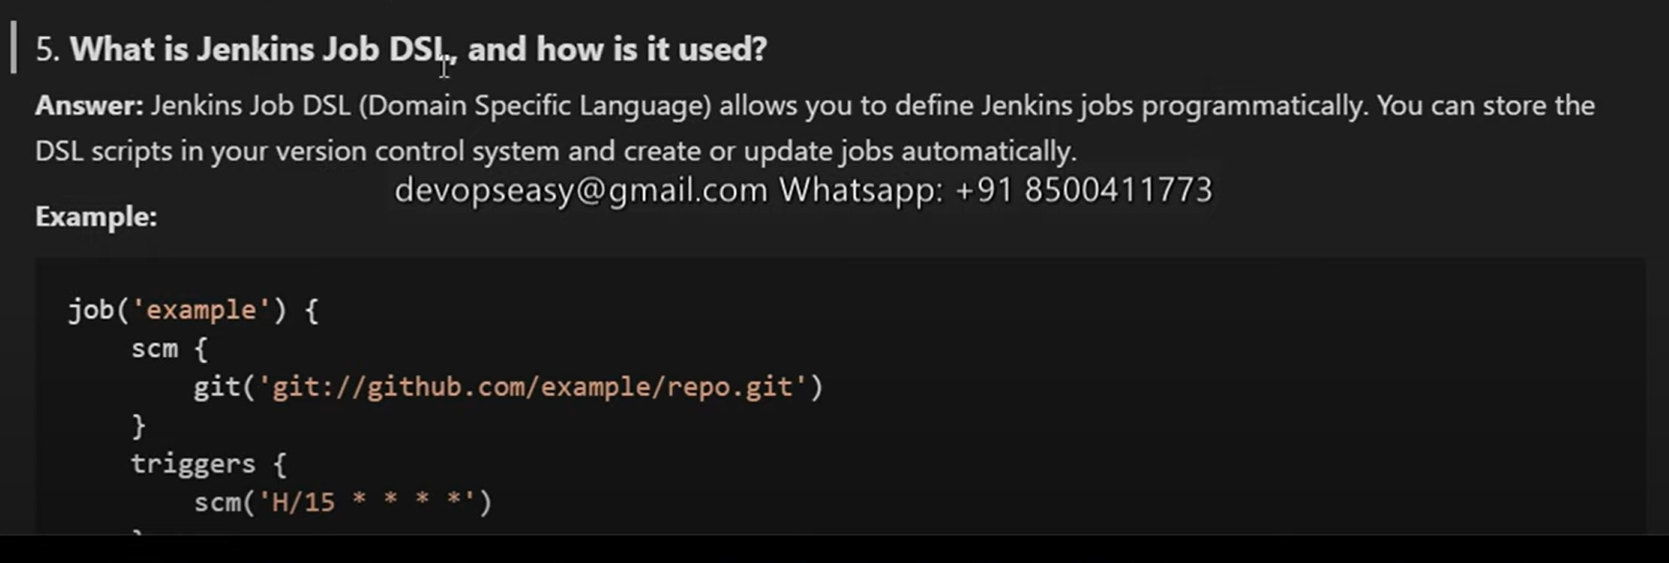 5. What is Jenkins Job DSL, and how is it used?
Answer: Jenkins Job DSL (Domain Specific Language) allows you to define Jenkins jobs programmatically. You can store the
DSL scripts in your version control system and create or update jobs automatically.
devopseasy@gmail.com Whatsapp: +91 8500411773
Example:
job('example') {
    scm {
        git('git://github.com/example/repo.git')
    }
    triggers {
        scm('H/15 * * * *')